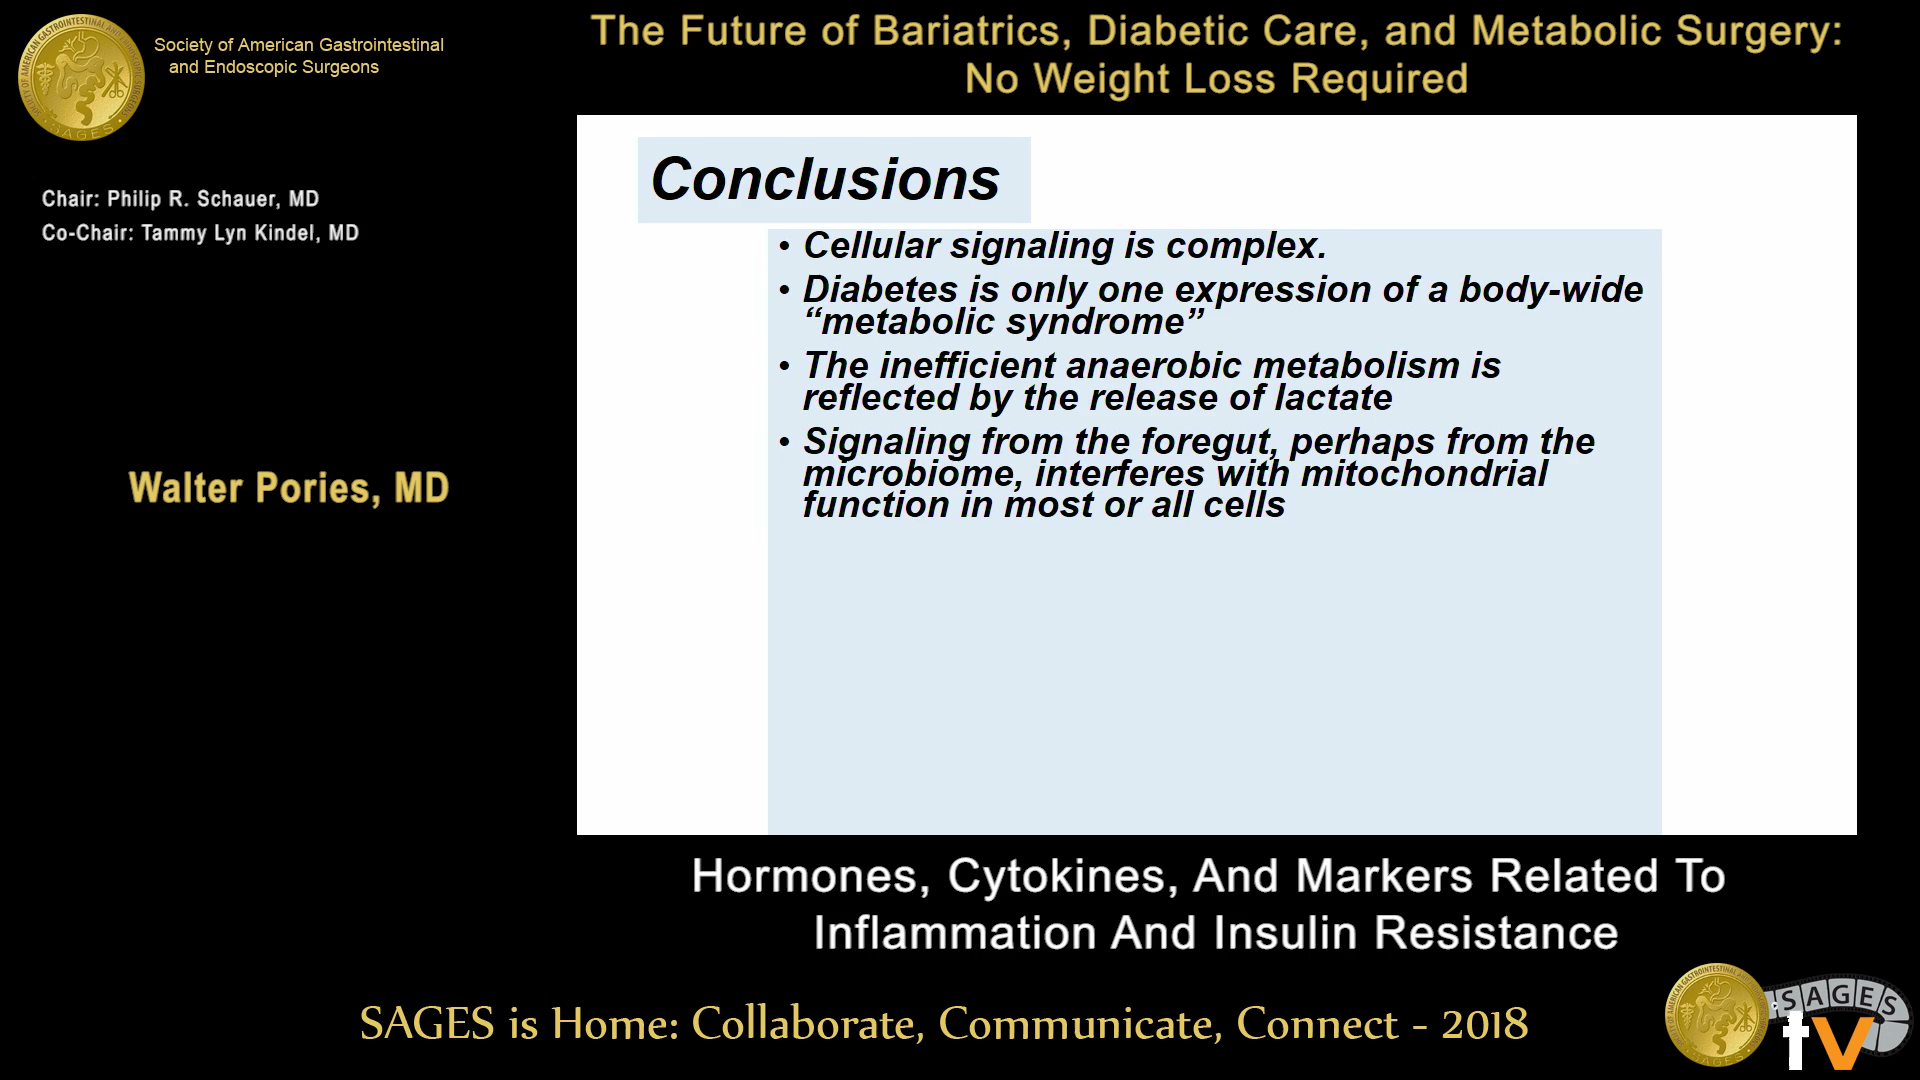 Society of American Gastrointestinal
and Endoscopic Surgeons
The Future of Bariatrics, Diabetic Care, and Metabolic Surgery:
No Weight Loss Required
Chair: Philip R. Schauer, MD
Co-Chair: Tammy Lyn Kindel, MD
Walter Pories, MD
Conclusions
• Cellular signaling is complex.
• Diabetes is only one expression of a body-wide
“metabolic syndrome”
• The inefficient anaerobic metabolism is
reflected by the release of lactate
• Signaling from the foregut, perhaps from the
microbiome, interferes with mitochondrial
function in most or all cells
Hormones, Cytokines, And Markers Related To
Inflammation And Insulin Resistance
SAGES is Home: Collaborate, Communicate, Connect - 2018
SAGES
tv